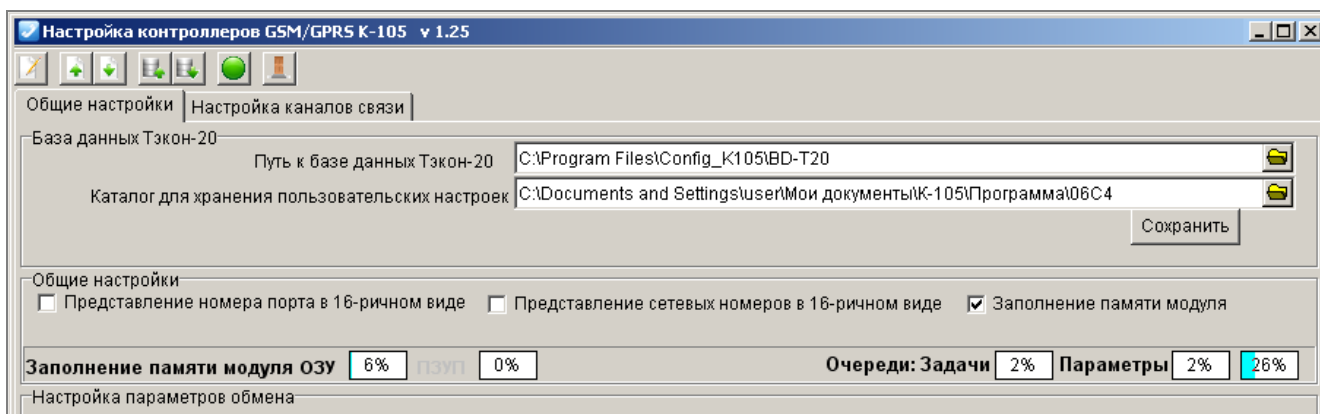 Настройка контроллеров GSM/GPRS K-105 v 1.25
Общие настройки Настройка каналов связи
База данных Тэкон-20
Путь к базе данных Тэкон-20 C:\Program Files\Config_K105\BD-T20
Каталог для хранения пользовательских настроек C:\Documents and Settings\user\Мои документы\К-105\Программа\06C4
Сохранить
Общие настройки
Представление номера порта в 16-ричном виде Представление сетевых номеров в 16-ричном виде Заполнение памяти модуля
Заполнение памяти модуля ОЗУ 6% ПЗУП 0% Очереди: Задачи 2% Параметры 2% 26%
Настройка параметров обмена